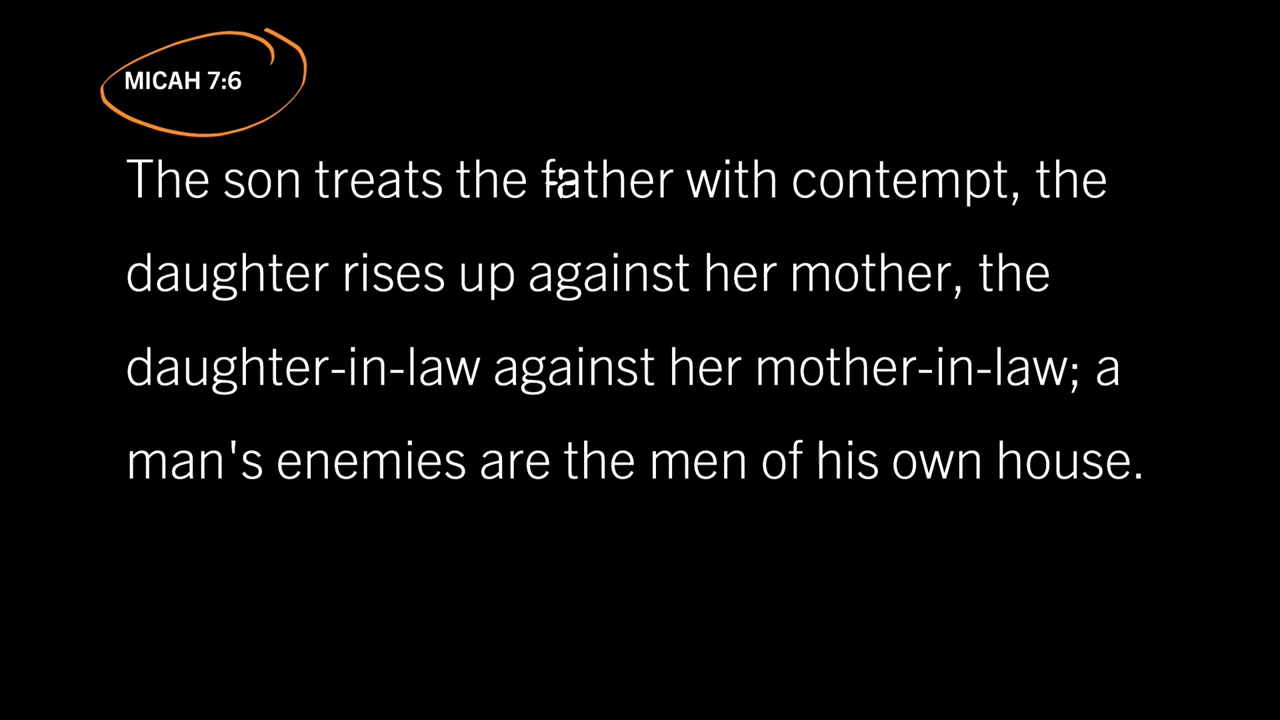 MICAH 7:6
The son treats the father with contempt, the
daughter rises up against her mother, the
daughter-in-law against her mother-in-law; a
man's enemies are the men of his own house.